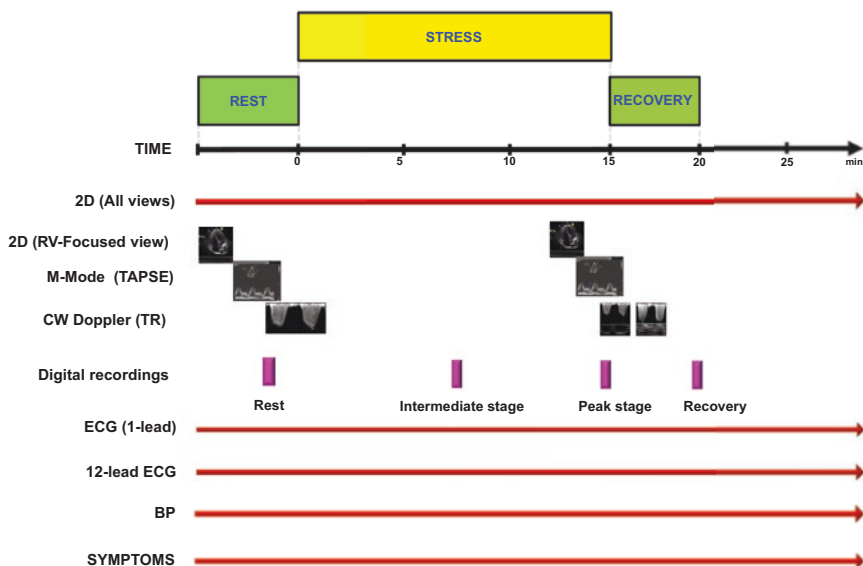 STRESS
REST
RECOVERY
TIME
0 5 10 15 20 25 min
2D (All views)
2D (RV-Focused view)
M-Mode (TAPSE)
CW Doppler (TR)
Digital recordings
Rest Intermediate stage Peak stage Recovery
ECG (1-lead)
12-lead ECG
BP
SYMPTOMS